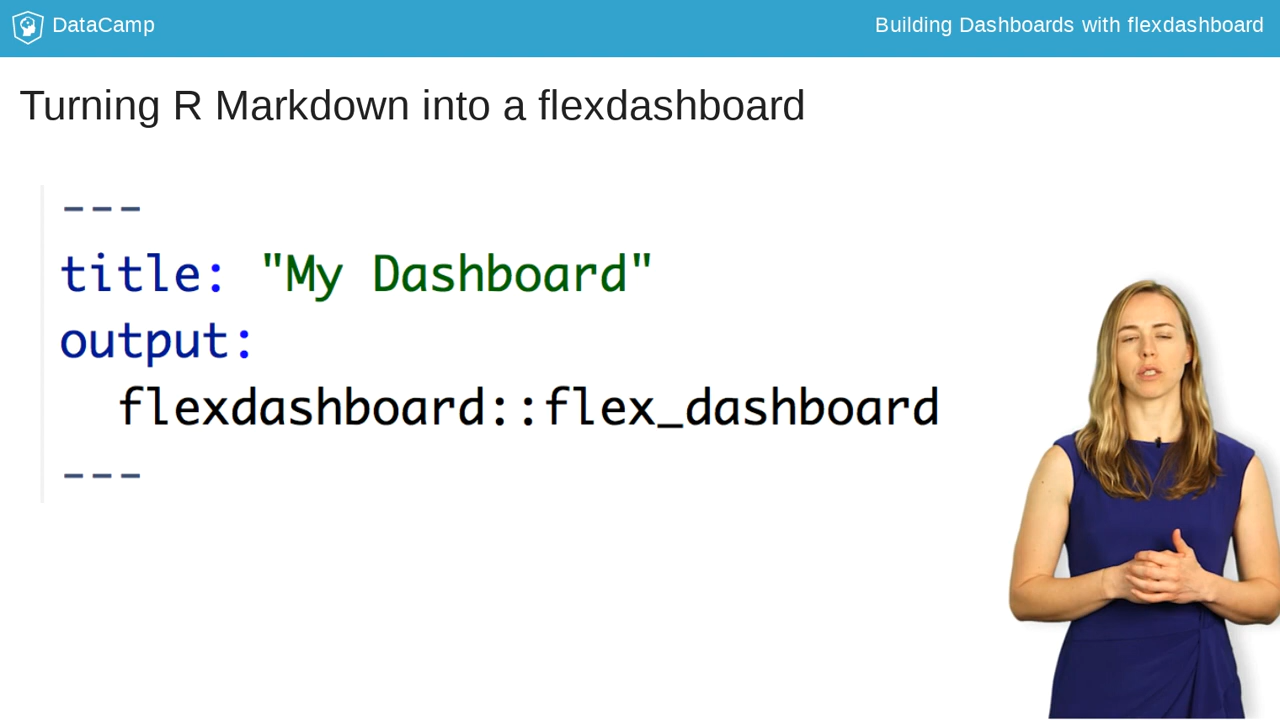 DataCamp
Building Dashboards with flexdashboard
Turning R Markdown into a flexdashboard
---
title: "My Dashboard"
output:
  flexdashboard::flex_dashboard
---